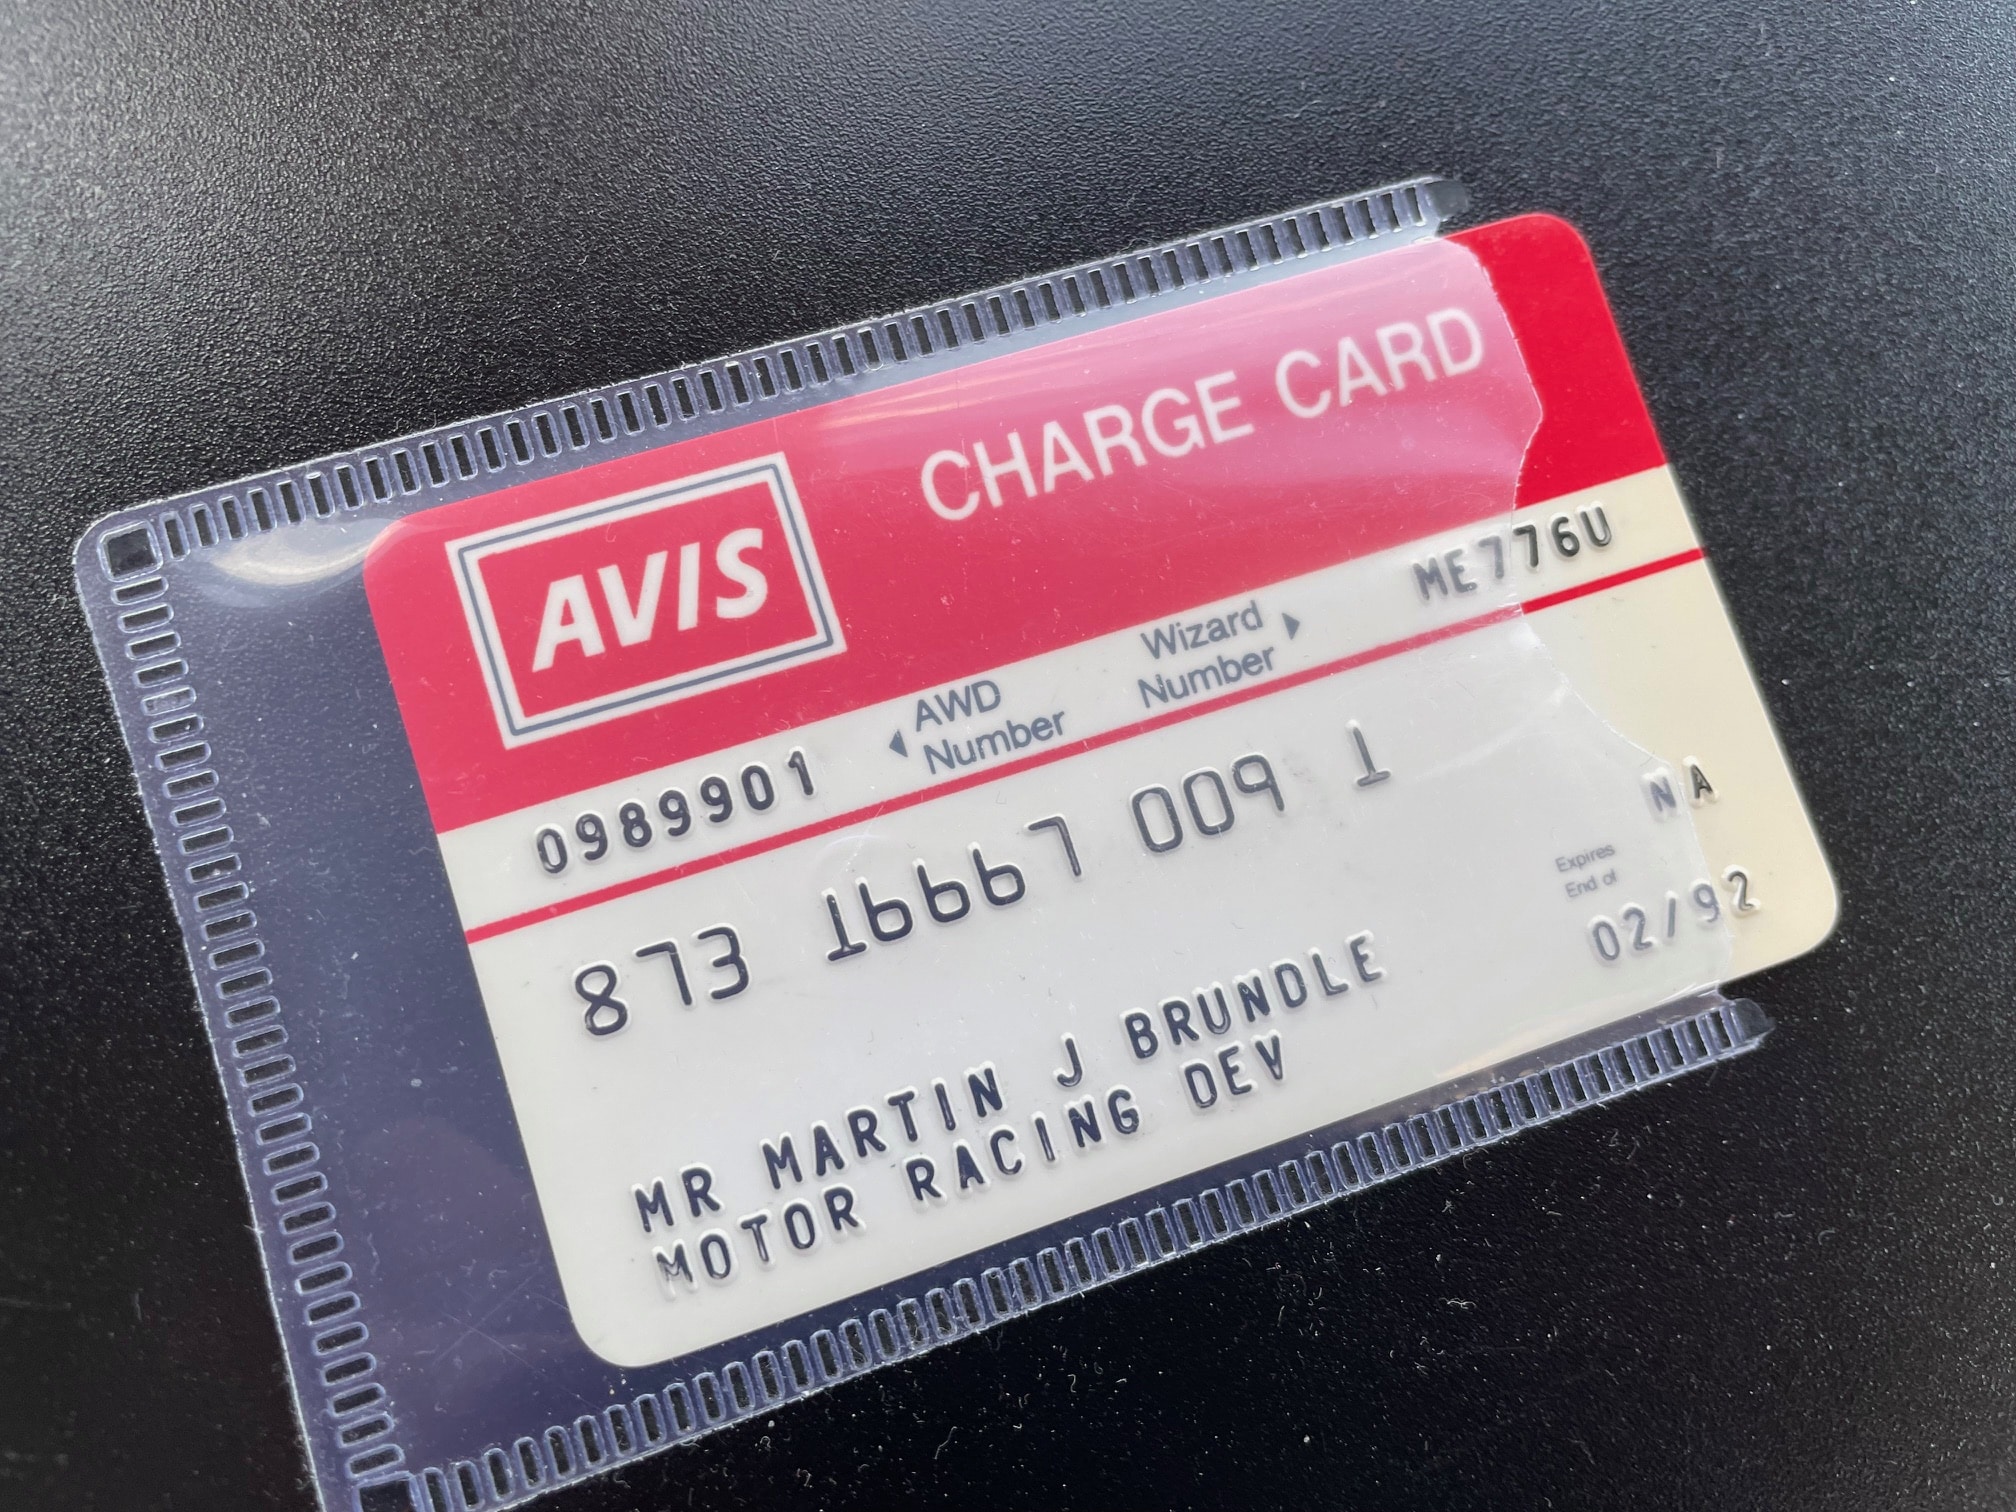 AVIS
CHARGE CARD
0989901
AWD
Number
Wizard
Number
ME776U
873 16667 009 1
NA
Expires
End of
02/92
MR MARTIN J BRUNDLE
MOTOR RACING DEV